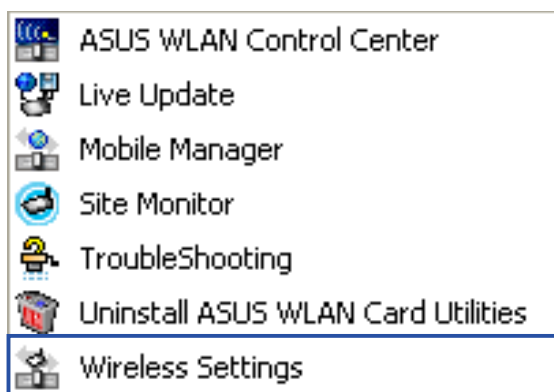 ASUS WLAN Control Center
Live Update
Mobile Manager
Site Monitor
TroubleShooting
Uninstall ASUS WLAN Card Utilities
Wireless Settings